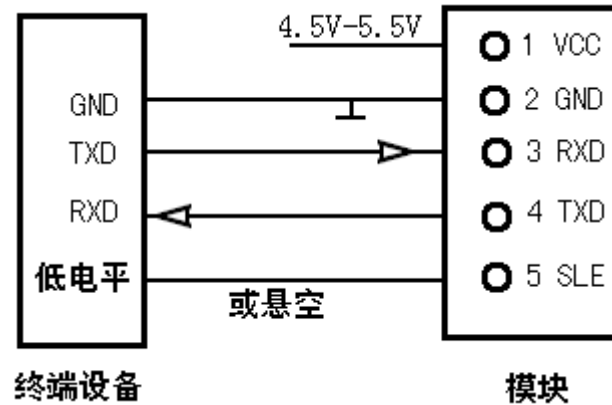 4.5V-5.5V
1 VCC
GND
2 GND
TXD
3 RXD
RXD
4 TXD
低电平
或悬空
5 SLE
终端设备
模块